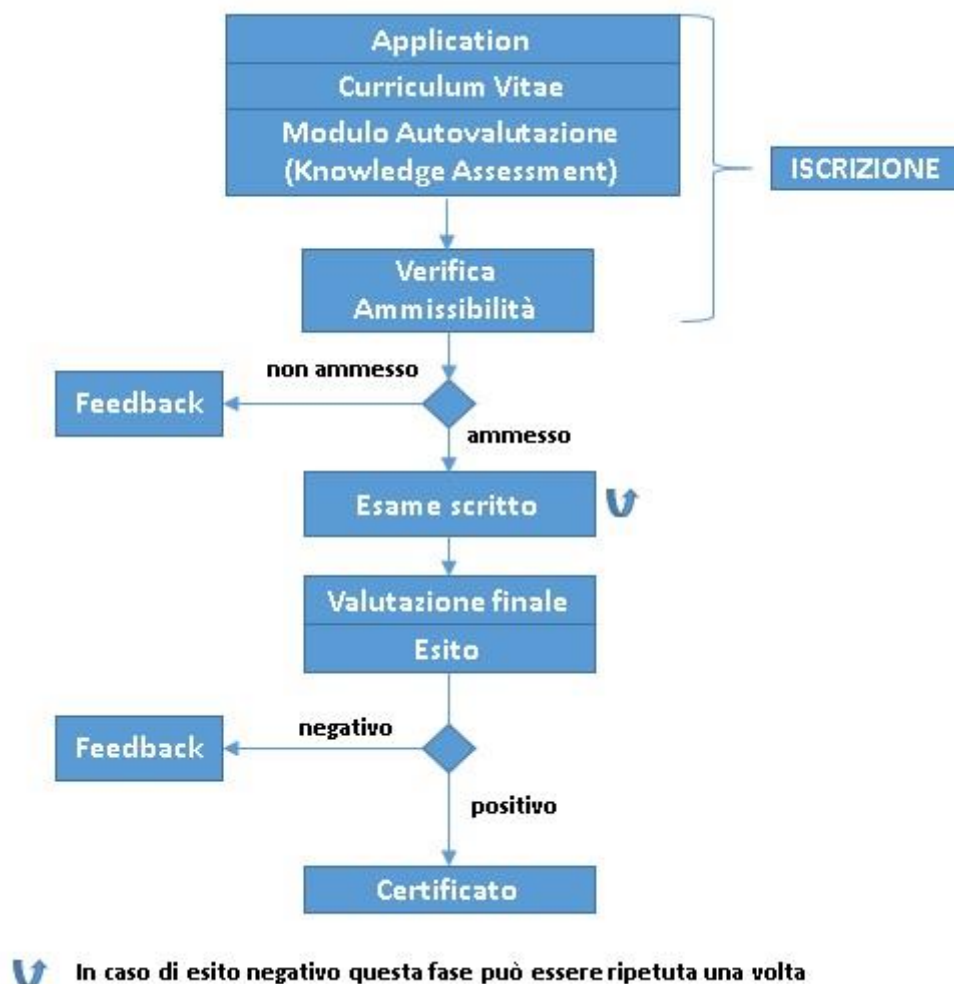 Application
Curriculum Vitae
Modulo Autovalutazione
(Knowledge Assessment)
ISCRIZIONE
Verifica
Ammissibilità
non ammesso
Feedback
ammesso
Esame scritto
Valutazione finale
Esito
negativo
Feedback
positivo
Certificato
In caso di esito negativo questa fase può essere ripetuta una volta